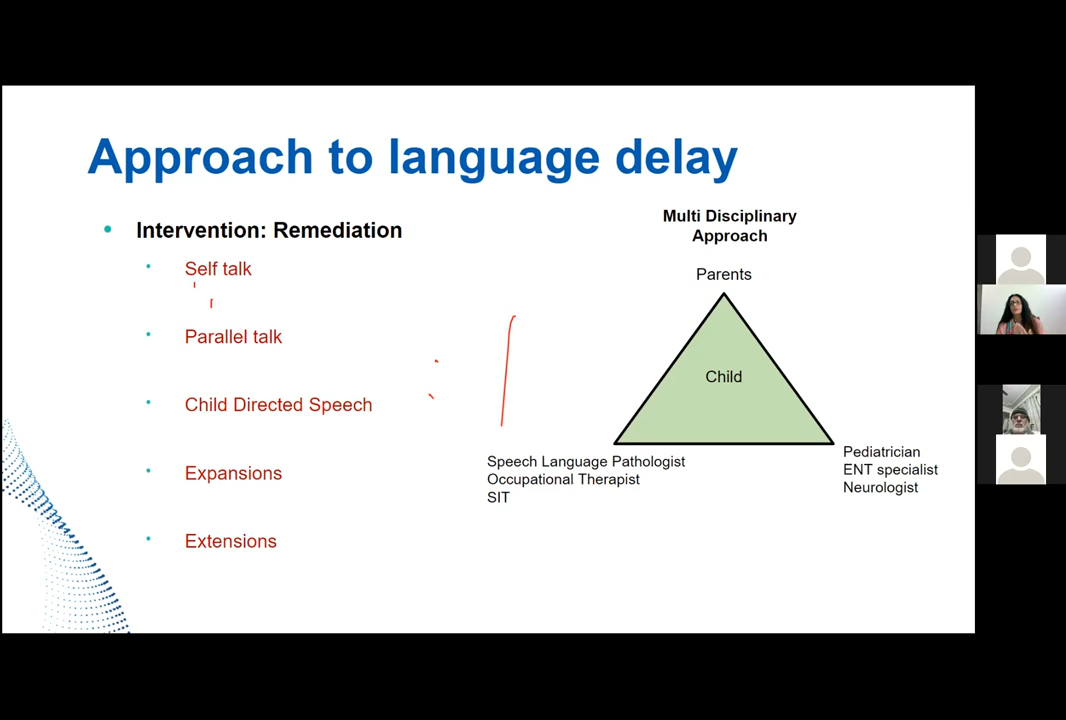 Approach to language delay
Intervention: Remediation
Self talk
Parallel talk
Child Directed Speech
Expansions
Extensions
Multi Disciplinary
Approach
Parents
Child
Speech Language Pathologist
Occupational Therapist
SIT
Pediatrician
ENT specialist
Neurologist